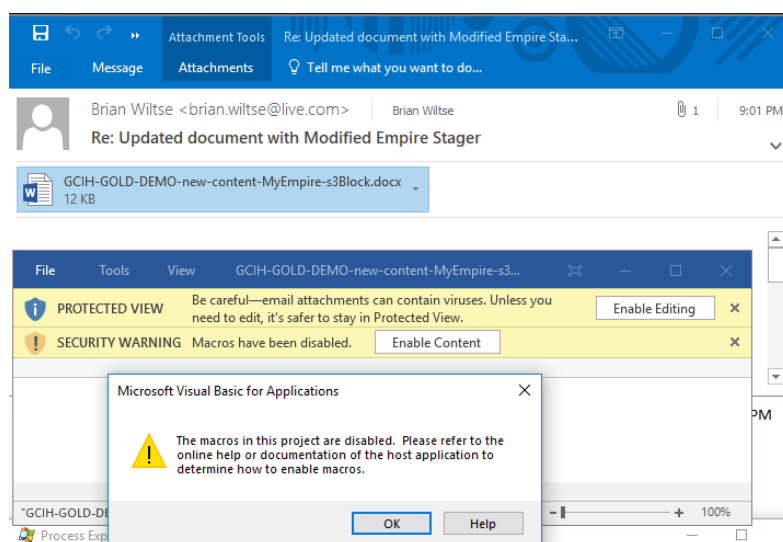 Attachment Tools
Re: Updated document with Modified Empire Sta...
File
Message
Attachments
Tell me what you want to do...
Brian Wiltse <brian.wiltse@live.com>
Brian Wiltse
1
9:01 PM
Re: Updated document with Modified Empire Stager
GCIH-GOLD-DEMO-new-content-MyEmpire-s3Block.docx
12 KB
File
Tools
View
GCIH-GOLD-DEMO-new-content-MyEmpire-s3...
PROTECTED VIEW
Be careful—email attachments can contain viruses. Unless you
need to edit, it's safer to stay in Protected View.
Enable Editing
SECURITY WARNING
Macros have been disabled.
Enable Content
Microsoft Visual Basic for Applications
PM
The macros in this project are disabled. Please refer to the
online help or documentation of the host application to
determine how to enable macros.
OK
Help
"GCIH-GOLD-DE
100%
Process Exp